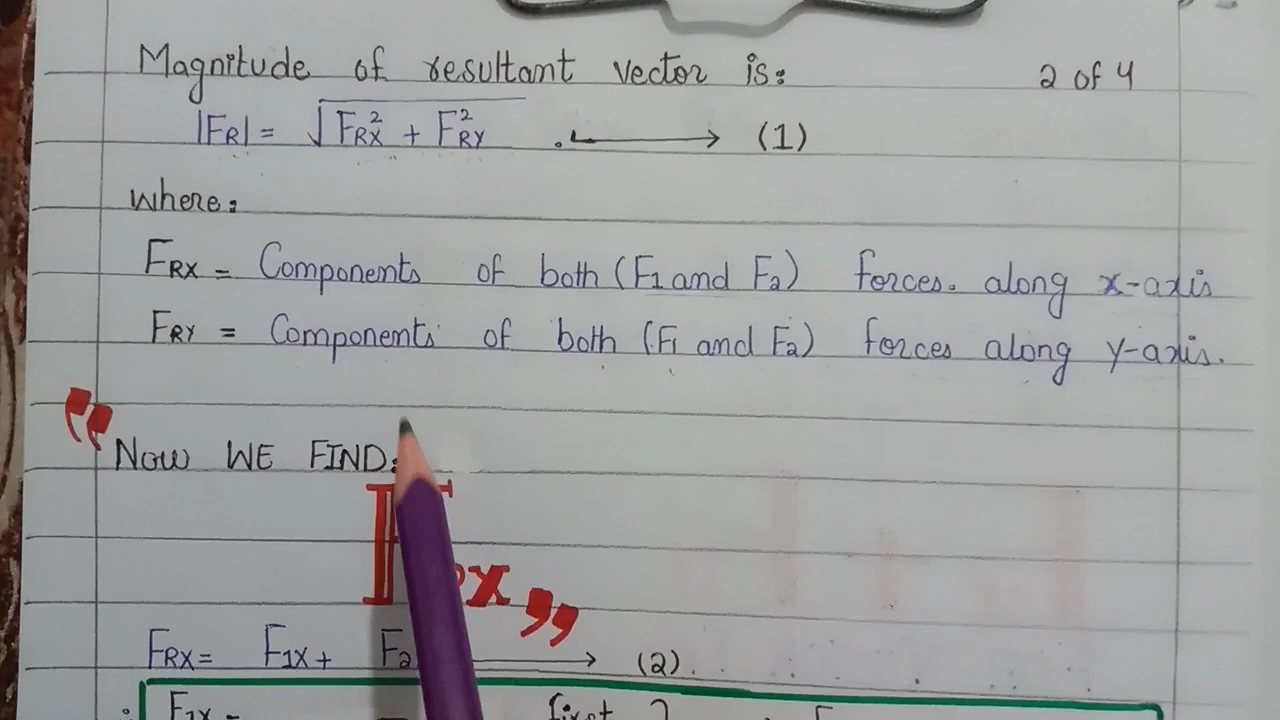 Magnitude of resultant vector is: 2 of 4
|FR| = √FRX² + FRY² (1)
where:
FRX = Components of both (F1 and F2) forces. along x-axis
FRY = Components of both (F1 and F2) forces along y-axis.
“Now WE FIND:
x”
FRX = F1X + F2 → (2).
F1X = first